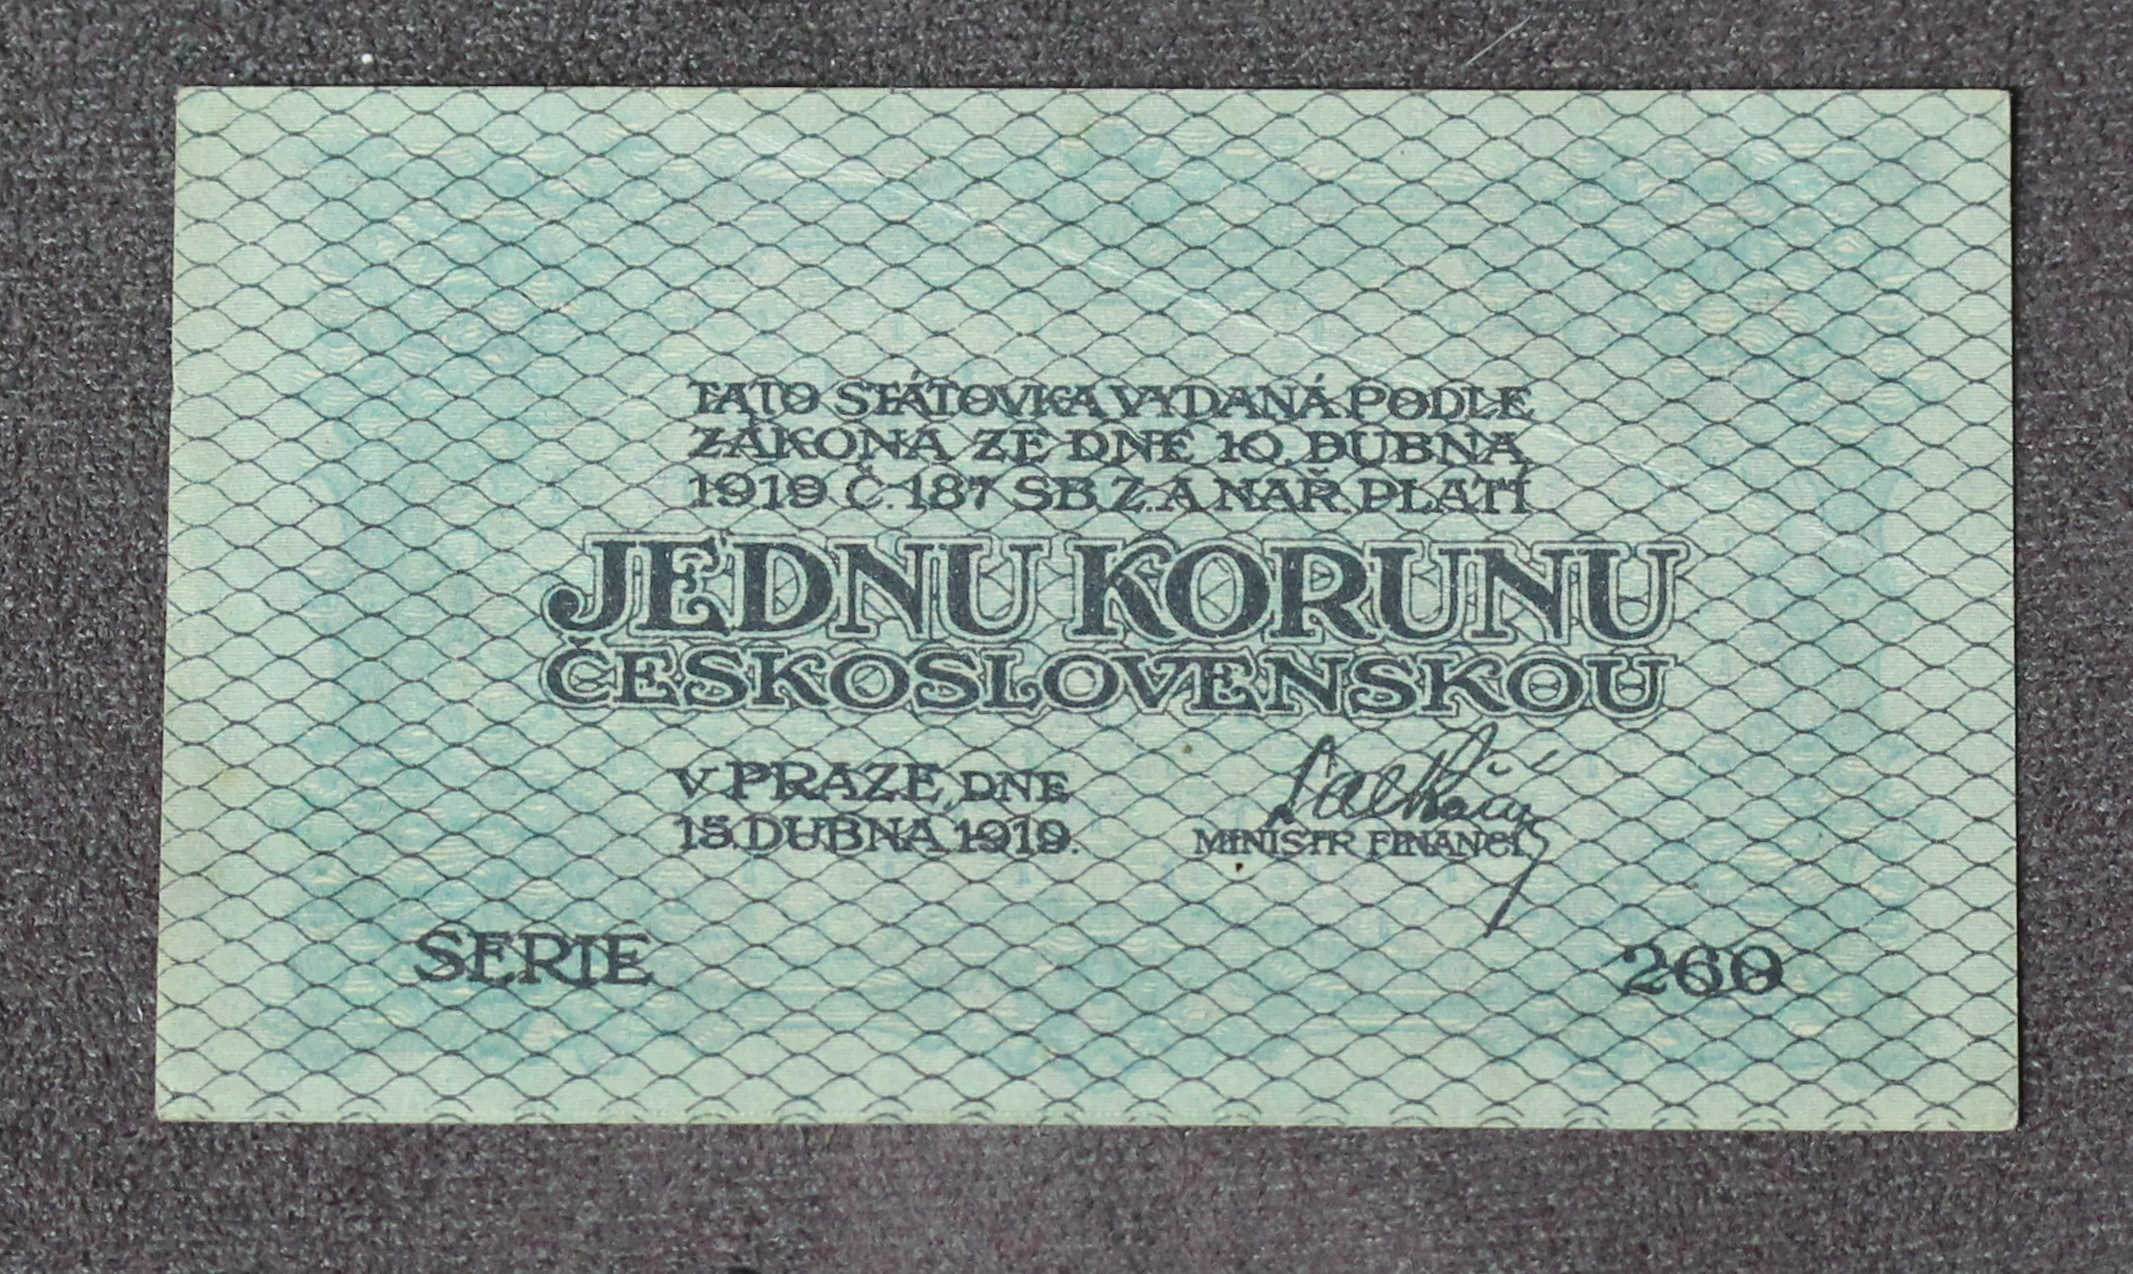 TATO STÁTOVKA VYDANÁ PODLE
ZÁKONA ZE DNE 10. DUBNA
1919 Č. 187 SB. Z. A NAŘ. PLATÍ
JEDNU KORUNU
ČESKOSLOVENSKOU
V PRAZE, DNE
15. DUBNA 1919.
MINISTR FINANCÍ
SERIE
260